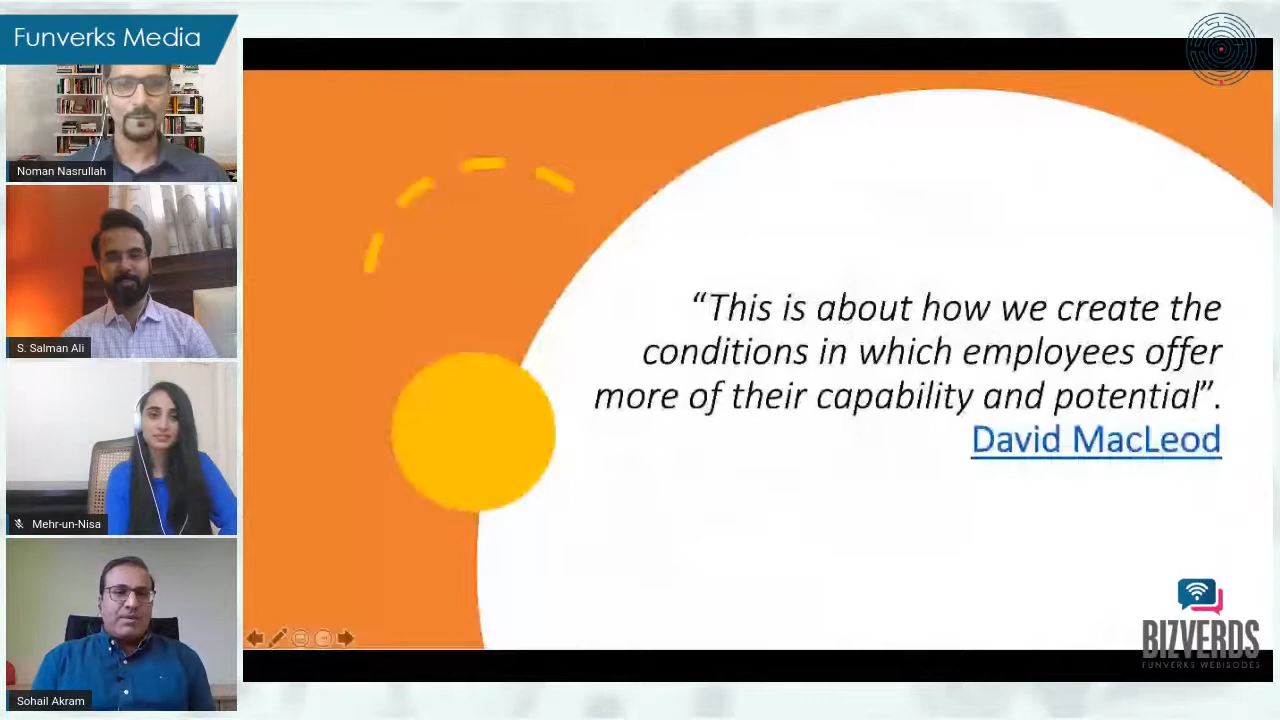 Funverks Media
Noman Nasrullah
S. Salman Ali
Mehr-un-Nisa
Sohail Akram
“This is about how we create the
conditions in which employees offer
more of their capability and potential”.
David MacLeod
BIZVERDS
FUNVERKS WEBISODES